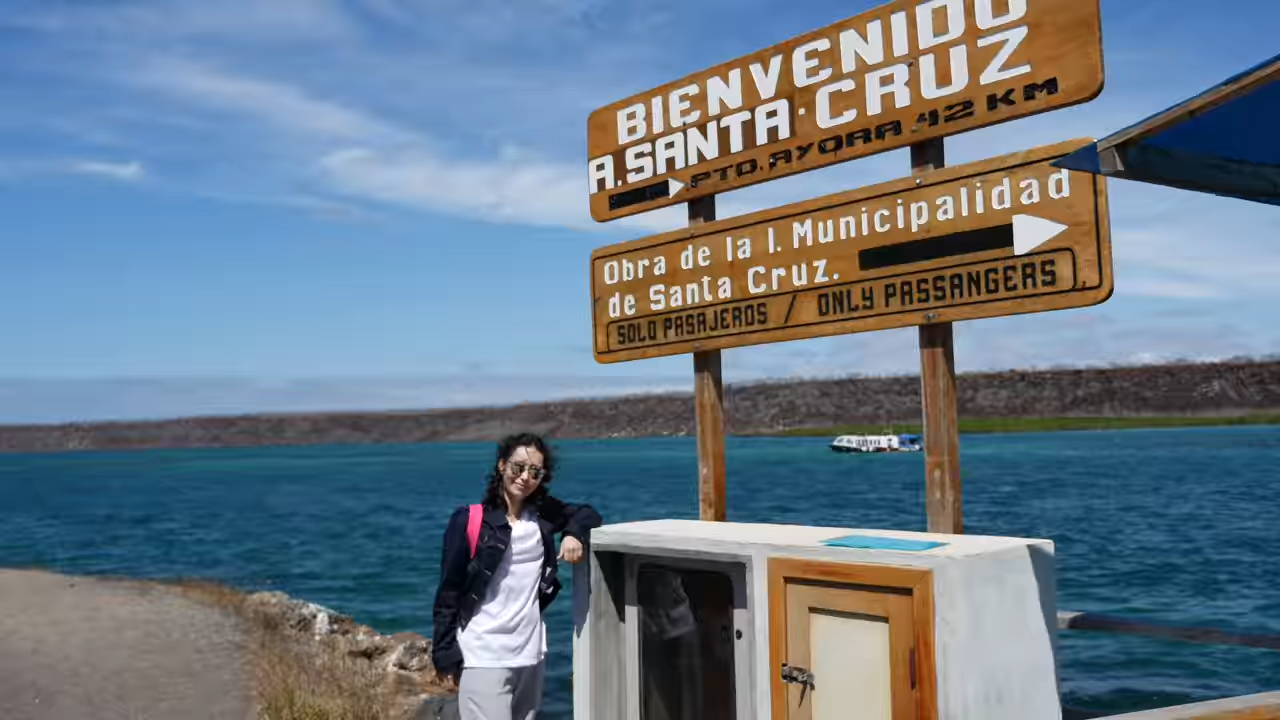 BIENVENIDO
A.SANTA·CRUZ
PTO.AYORA 42 KM
Obra de la I. Municipalidad
de Santa Cruz.
SOLO PASAJEROS / ONLY PASSANGERS